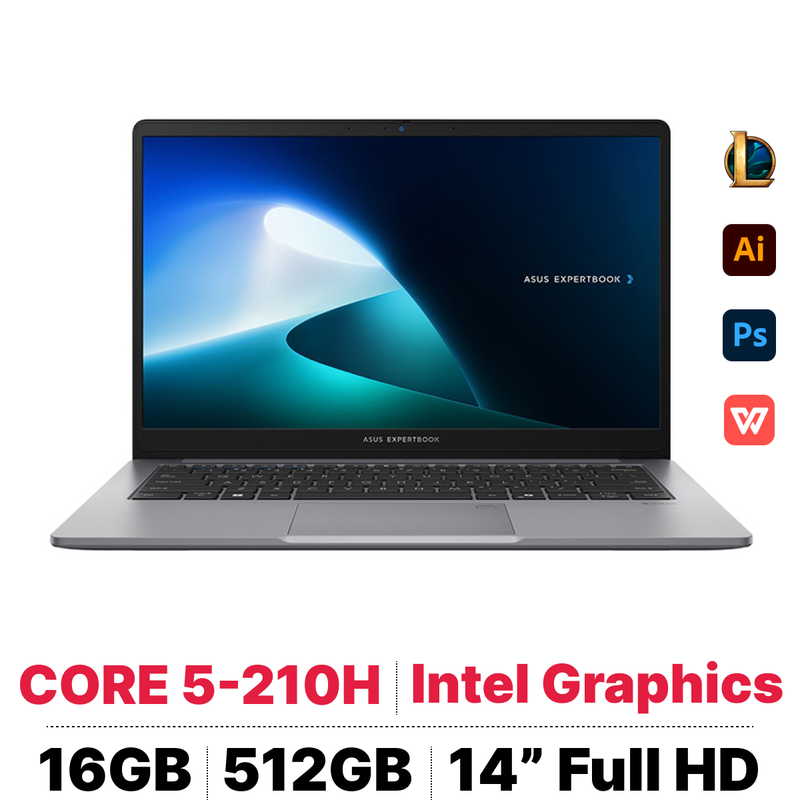 ASUS EXPERTBOOK
Ai
Ps
W
ASUS EXPERTBOOK
CORE 5-210H
Intel Graphics
16GB
512GB
14” Full HD